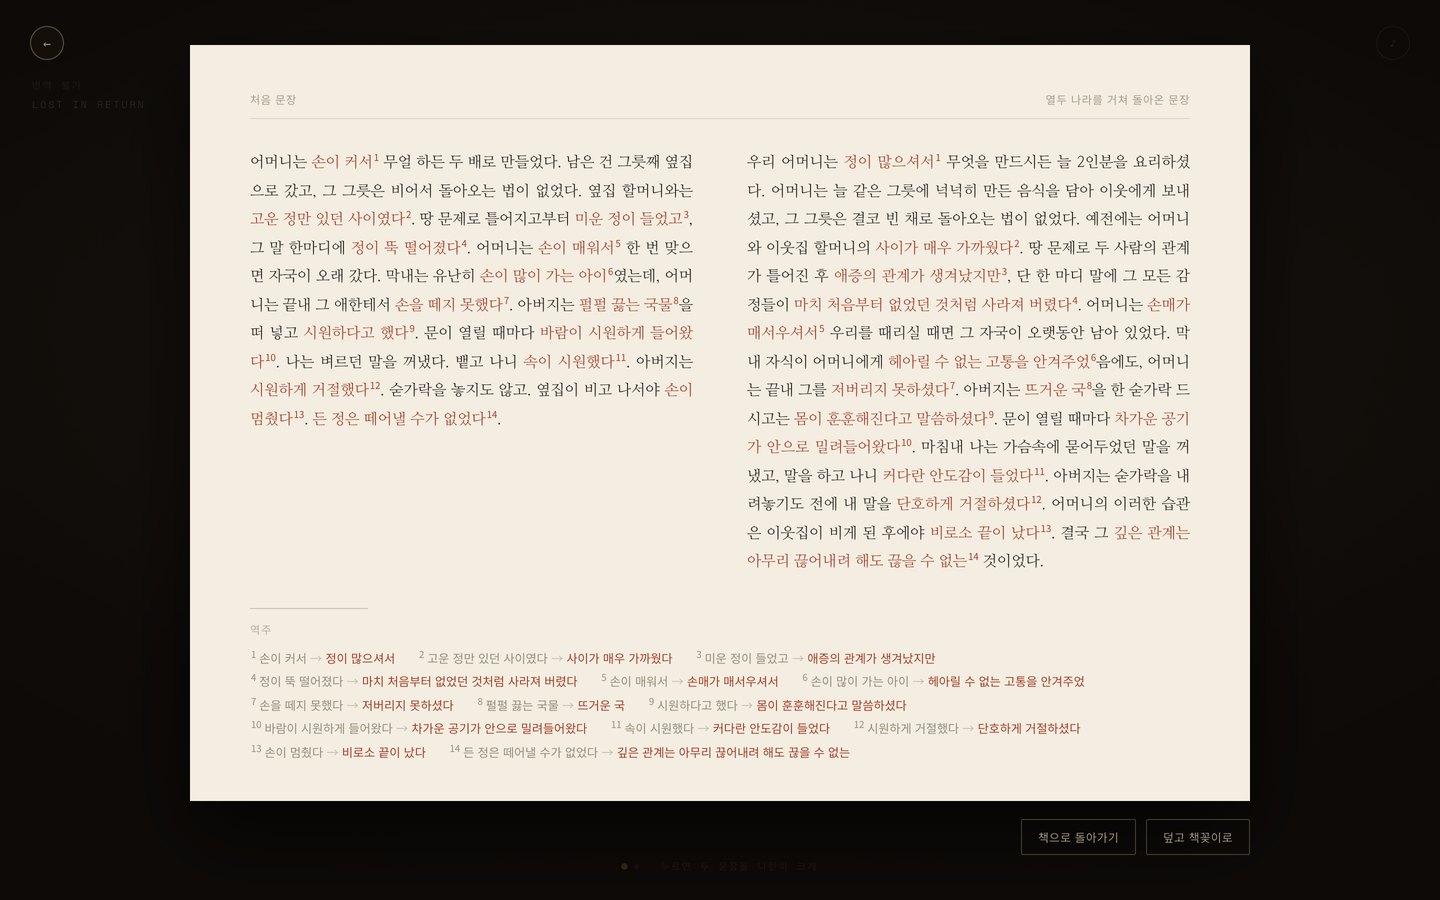 ←
번역 불가
LOST IN RETURN
♪
처음 문장
열두 나라를 거쳐 돌아온 문장
어머니는 손이 커서1 무얼 하든 두 배로 만들었다. 남은 건 그릇째 옆집
으로 갔고, 그 그릇은 비어서 돌아오는 법이 없었다. 옆집 할머니와는
고운 정만 있던 사이였다2. 땅 문제로 틀어지고부터 미운 정이 들었고3,
그 말 한마디에 정이 뚝 떨어졌다4. 어머니는 손이 매워서5 한 번 맞으
면 자국이 오래 갔다. 막내는 유난히 손이 많이 가는 아이6였는데, 어머
니는 끝내 그 애한테서 손을 떼지 못했다7. 아버지는 펄펄 끓는 국물8을
떠 넣고 시원하다고 했다9. 문이 열릴 때마다 바람이 시원하게 들어왔
다10. 나는 벼르던 말을 꺼냈다. 뱉고 나니 속이 시원했다11. 아버지는
시원하게 거절했다12. 숟가락을 놓지도 않고. 옆집이 비고 나서야 손이
멈췄다13. 든 정은 떼어낼 수가 없었다14.
우리 어머니는 정이 많으셔서1 무엇을 만드시든 늘 2인분을 요리하셨
다. 어머니는 늘 같은 그릇에 넉넉히 만든 음식을 담아 이웃에게 보내
셨고, 그 그릇은 결코 빈 채로 돌아오는 법이 없었다. 예전에는 어머니
와 이웃집 할머니의 사이가 매우 가까웠다2. 땅 문제로 두 사람의 관계
가 틀어진 후 애증의 관계가 생겨났지만3, 단 한 마디 말에 그 모든 감
정들이 마치 처음부터 없었던 것처럼 사라져 버렸다4. 어머니는 손매가
매서우셔서5 우리를 때리실 때면 그 자국이 오랫동안 남아 있었다. 막
내 자식이 어머니에게 헤아릴 수 없는 고통을 안겨주었6음에도, 어머니
는 끝내 그를 저버리지 못하셨다7. 아버지는 뜨거운 국8을 한 숟가락 드
시고는 몸이 훈훈해진다고 말씀하셨다9. 문이 열릴 때마다 차가운 공기
가 안으로 밀려들어왔다10. 마침내 나는 가슴속에 묻어두었던 말을 꺼
냈고, 말을 하고 나니 커다란 안도감이 들었다11. 아버지는 숟가락을 내
려놓기도 전에 내 말을 단호하게 거절하셨다12. 어머니의 이러한 습관
은 이웃집이 비게 된 후에야 비로소 끝이 났다13. 결국 그 깊은 관계는
아무리 끊어내려 해도 끊을 수 없는14 것이었다.
역주
1 손이 커서 → 정이 많으셔서 2 고운 정만 있던 사이였다 → 사이가 매우 가까웠다 3 미운 정이 들었고 → 애증의 관계가 생겨났지만
4 정이 뚝 떨어졌다 → 마치 처음부터 없었던 것처럼 사라져 버렸다 5 손이 매워서 → 손매가 매서우셔서 6 손이 많이 가는 아이 → 헤아릴 수 없는 고통을 안겨주었
7 손을 떼지 못했다 → 저버리지 못하셨다 8 펄펄 끓는 국물 → 뜨거운 국 9 시원하다고 했다 → 몸이 훈훈해진다고 말씀하셨다
10 바람이 시원하게 들어왔다 → 차가운 공기가 안으로 밀려들어왔다 11 속이 시원했다 → 커다란 안도감이 들었다 12 시원하게 거절했다 → 단호하게 거절하셨다
13 손이 멈췄다 → 비로소 끝이 났다 14 든 정은 떼어낼 수가 없었다 → 깊은 관계는 아무리 끊어내려 해도 끊을 수 없는
책으로 돌아가기
덮고 책꽂이로
누르면 두 문장을 나란히 크게